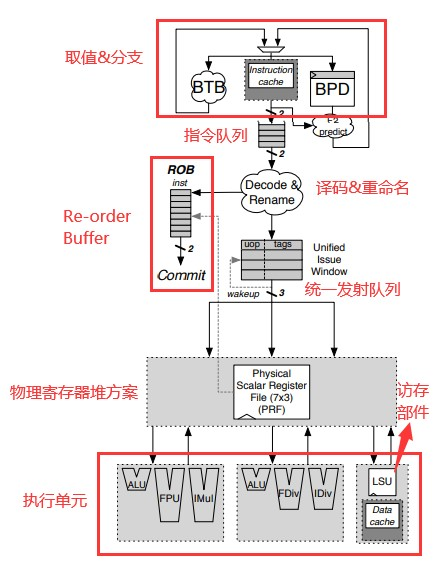 取值&分支
BTB
Instruction
cache
BPD
2
F2
predict
指令队列
2
ROB
inst
Decode &
Rename
译码&重命名
Re-order
Buffer
2
Commit
uop tags
Unified
Issue
Window
wakeup
3
统一发射队列
物理寄存器堆方案
Physical
Scalar Register
File (7x3)
(PRF)
访存
部件
执行单元
ALU
FPU
IMul
ALU
FDiv
IDiv
LSU
Data
cache